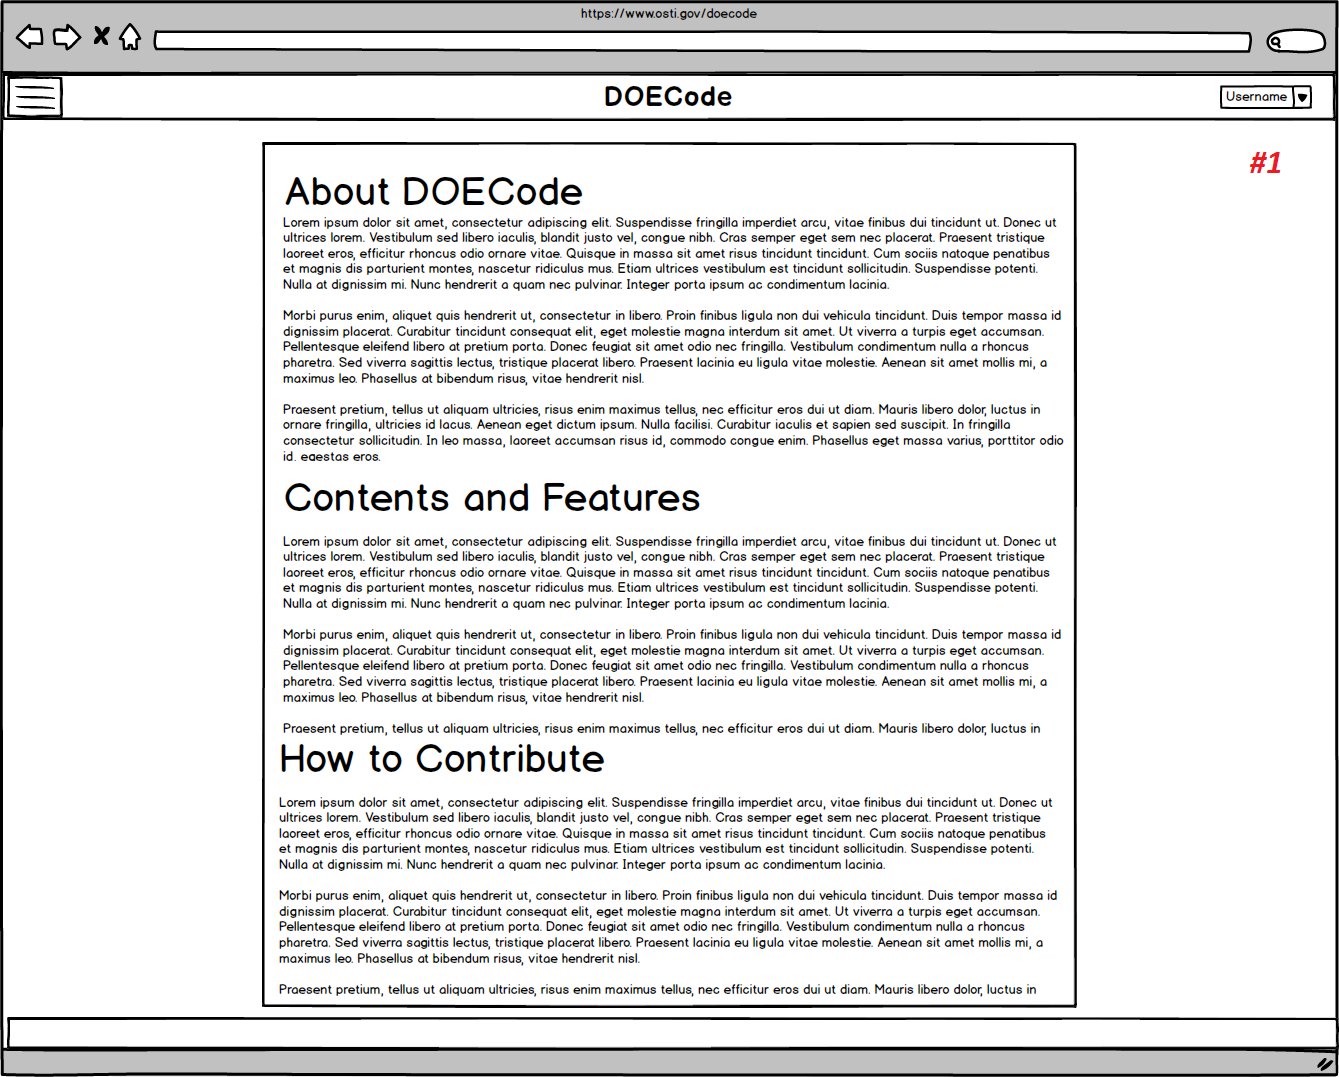 https://www.osti.gov/doecode
DOECode
Username
#1
About DOECode
Lorem ipsum dolor sit amet, consectetur adipiscing elit. Suspendisse fringilla imperdiet arcu, vitae finibus dui tincidunt ut. Donec ut
ultrices lorem. Vestibulum sed libero iaculis, blandit justo vel, congue nibh. Cras semper eget sem nec placerat. Praesent tristique
laoreet eros, efficitur rhoncus odio ornare vitae. Quisque in massa sit amet risus tincidunt tincidunt. Cum sociis natoque penatibus
et magnis dis parturient montes, nascetur ridiculus mus. Etiam ultrices vestibulum est tincidunt sollicitudin. Suspendisse potenti.
Nulla at dignissim mi. Nunc hendrerit a quam nec pulvinar. Integer porta ipsum ac condimentum lacinia.
Morbi purus enim, aliquet quis hendrerit ut, consectetur in libero. Proin finibus ligula non dui vehicula tincidunt. Duis tempor massa id
dignissim placerat. Curabitur tincidunt consequat elit, eget molestie magna interdum sit amet. Ut viverra a turpis eget accumsan.
Pellentesque eleifend libero at pretium porta. Donec feugiat sit amet odio nec fringilla. Vestibulum condimentum nulla a rhoncus
pharetra. Sed viverra sagittis lectus, tristique placerat libero. Praesent lacinia eu ligula vitae molestie. Aenean sit amet mollis mi, a
maximus leo. Phasellus at bibendum risus, vitae hendrerit nisl.
Praesent pretium, tellus ut aliquam ultricies, risus enim maximus tellus, nec efficitur eros dui ut diam. Mauris libero dolor, luctus in
ornare fringilla, ultricies id lacus. Aenean eget dictum ipsum. Nulla facilisi. Curabitur iaculis et sapien sed suscipit. In fringilla
consectetur sollicitudin. In leo massa, laoreet accumsan risus id, commodo congue enim. Phasellus eget massa varius, porttitor odio
id, egestas eros.
Contents and Features
Lorem ipsum dolor sit amet, consectetur adipiscing elit. Suspendisse fringilla imperdiet arcu, vitae finibus dui tincidunt ut. Donec ut
ultrices lorem. Vestibulum sed libero iaculis, blandit justo vel, congue nibh. Cras semper eget sem nec placerat. Praesent tristique
laoreet eros, efficitur rhoncus odio ornare vitae. Quisque in massa sit amet risus tincidunt tincidunt. Cum sociis natoque penatibus
et magnis dis parturient montes, nascetur ridiculus mus. Etiam ultrices vestibulum est tincidunt sollicitudin. Suspendisse potenti.
Nulla at dignissim mi. Nunc hendrerit a quam nec pulvinar. Integer porta ipsum ac condimentum lacinia.
Morbi purus enim, aliquet quis hendrerit ut, consectetur in libero. Proin finibus ligula non dui vehicula tincidunt. Duis tempor massa id
dignissim placerat. Curabitur tincidunt consequat elit, eget molestie magna interdum sit amet. Ut viverra a turpis eget accumsan.
Pellentesque eleifend libero at pretium porta. Donec feugiat sit amet odio nec fringilla. Vestibulum condimentum nulla a rhoncus
pharetra. Sed viverra sagittis lectus, tristique placerat libero. Praesent lacinia eu ligula vitae molestie. Aenean sit amet mollis mi, a
maximus leo. Phasellus at bibendum risus, vitae hendrerit nisl.
Praesent pretium, tellus ut aliquam ultricies, risus enim maximus tellus, nec efficitur eros dui ut diam. Mauris libero dolor, luctus in
How to Contribute
Lorem ipsum dolor sit amet, consectetur adipiscing elit. Suspendisse fringilla imperdiet arcu, vitae finibus dui tincidunt ut. Donec ut
ultrices lorem. Vestibulum sed libero iaculis, blandit justo vel, congue nibh. Cras semper eget sem nec placerat. Praesent tristique
laoreet eros, efficitur rhoncus odio ornare vitae. Quisque in massa sit amet risus tincidunt tincidunt. Cum sociis natoque penatibus
et magnis dis parturient montes, nascetur ridiculus mus. Etiam ultrices vestibulum est tincidunt sollicitudin. Suspendisse potenti.
Nulla at dignissim mi. Nunc hendrerit a quam nec pulvinar. Integer porta ipsum ac condimentum lacinia.
Morbi purus enim, aliquet quis hendrerit ut, consectetur in libero. Proin finibus ligula non dui vehicula tincidunt. Duis tempor massa id
dignissim placerat. Curabitur tincidunt consequat elit, eget molestie magna interdum sit amet. Ut viverra a turpis eget accumsan.
Pellentesque eleifend libero at pretium porta. Donec feugiat sit amet odio nec fringilla. Vestibulum condimentum nulla a rhoncus
pharetra. Sed viverra sagittis lectus, tristique placerat libero. Praesent lacinia eu ligula vitae molestie. Aenean sit amet mollis mi, a
maximus leo. Phasellus at bibendum risus, vitae hendrerit nisl.
Praesent pretium, tellus ut aliquam ultricies, risus enim maximus tellus, nec efficitur eros dui ut diam. Mauris libero dolor, luctus in